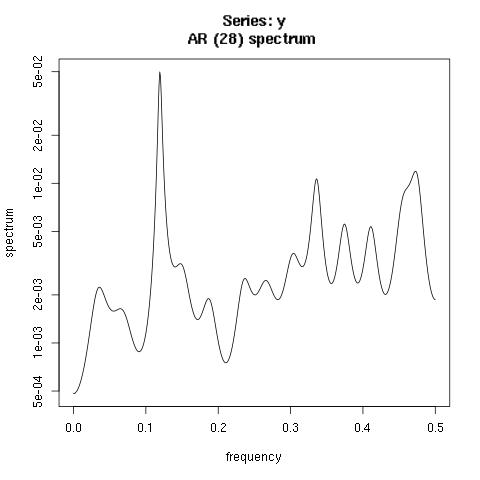 Series: y
AR (28) spectrum
5e-02
2e-02
1e-02
5e-03
2e-03
1e-03
5e-04
spectrum
0.0 0.1 0.2 0.3 0.4 0.5
frequency